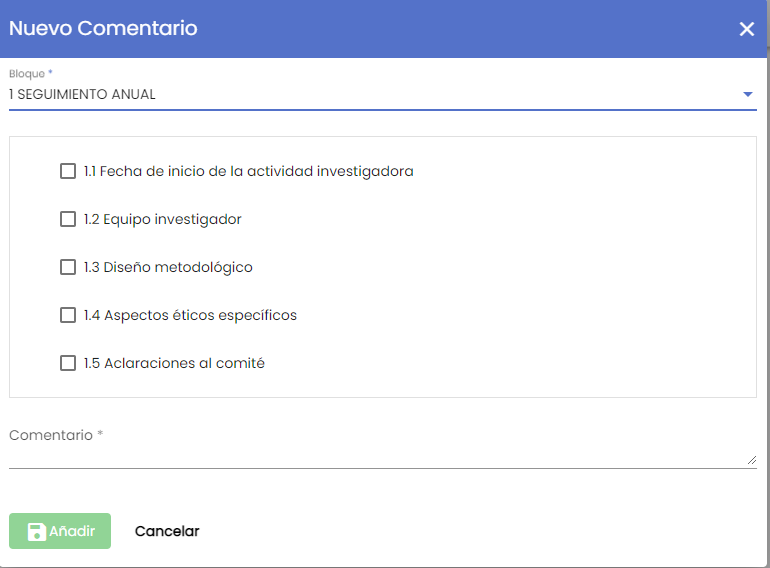 Nuevo Comentario
Bloque *
1 SEGUIMIENTO ANUAL
1.1 Fecha de inicio de la actividad investigadora
1.2 Equipo investigador
1.3 Diseño metodológico
1.4 Aspectos éticos específicos
1.5 Aclaraciones al comité
Comentario *
Añadir Cancelar